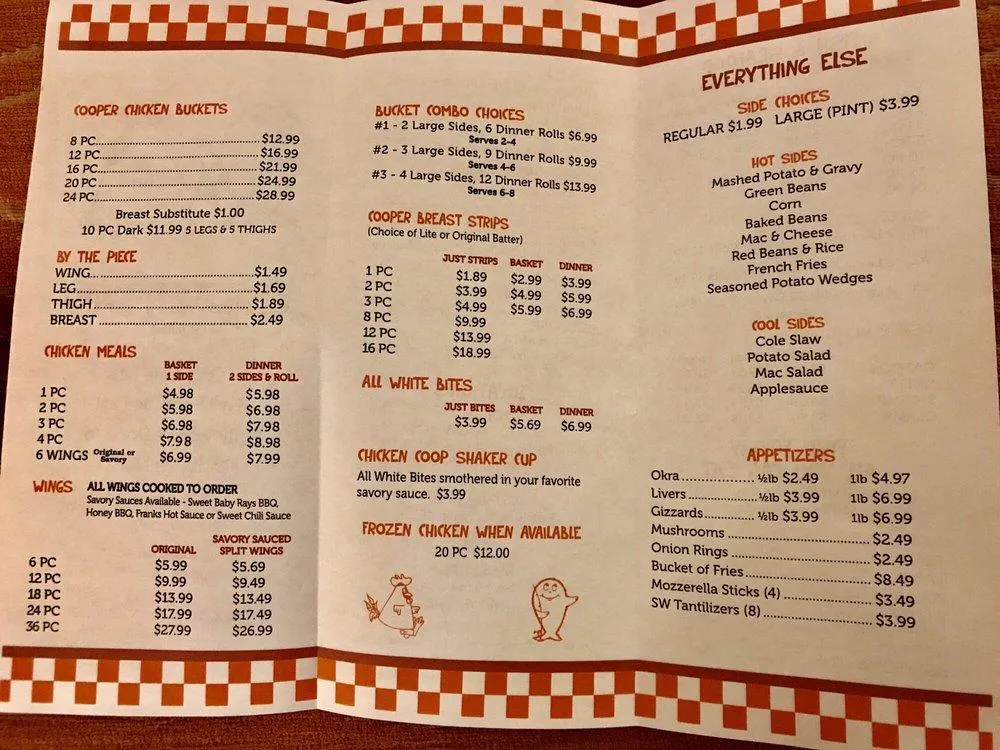 COOPER CHICKEN BUCKETS
8 PC............................................$12.99
12 PC..........................................$16.99
16 PC..........................................$21.99
20 PC .........................................$24.99
24 PC..........................................$28.99
Breast Substitute $1.00
10 PC Dark $11.99 5 LEGS & 5 THIGHS
BY THE PIECE
WING............................................$1.49
LEG...............................................$1.69
THIGH..........................................$1.89
BREAST ....................................... $2.49
CHICKEN MEALS
BASKET DINNER
1 SIDE 2 SIDES & ROLL
1 PC $4.98 $5.98
2 PC $5.98 $6.98
3 PC $6.98 $7.98
4 PC $7.98 $8.98
6 WINGS Original or Savory $6.99 $7.99
WINGS ALL WINGS COOKED TO ORDER
Savory Sauces Available - Sweet Baby Rays BBQ,
Honey BBQ, Franks Hot Sauce or Sweet Chili Sauce
SAVORY SAUCED
ORIGINAL SPLIT WINGS
6 PC $5.99 $5.69
12 PC $9.99 $9.49
18 PC $13.99 $13.49
24 PC $17.99 $17.49
36 PC $27.99 $26.99
BUCKET COMBO CHOICES
#1 - 2 Large Sides, 6 Dinner Rolls $6.99
Serves 2-4
#2 - 3 Large Sides, 9 Dinner Rolls $9.99
Serves 4-6
#3 - 4 Large Sides, 12 Dinner Rolls $13.99
Serves 6-8
COOPER BREAST STRIPS
(Choice of Lite or Original Batter)
JUST STRIPS BASKET DINNER
1 PC $1.89 $2.99 $3.99
2 PC $3.99 $4.99 $5.99
3 PC $4.99 $5.99 $6.99
8 PC $9.99
12 PC $13.99
16 PC $18.99
ALL WHITE BITES
JUST BITES BASKET DINNER
$3.99 $5.69 $6.99
CHICKEN COOP SHAKER CUP
All White Bites smothered in your favorite
savory sauce. $3.99
FROZEN CHICKEN WHEN AVAILABLE
20 PC $12.00
EVERYTHING ELSE
SIDE CHOICES
REGULAR $1.99 LARGE (PINT) $3.99
HOT SIDES
Mashed Potato & Gravy
Green Beans
Corn
Baked Beans
Mac & Cheese
Red Beans & Rice
French Fries
Seasoned Potato Wedges
COOL SIDES
Cole Slaw
Potato Salad
Mac Salad
Applesauce
APPETIZERS
Okra.................... ½lb $2.49 1lb $4.97
Livers .................. ½lb $3.99 1lb $6.99
Gizzards.............. ½lb $3.99 1lb $6.99
Mushrooms ....................................... $2.49
Onion Rings ...................................... $2.49
Bucket of Fries................................... $8.49
Mozzerella Sticks (4) ......................... $3.49
SW Tantilizers (8) .............................. $3.99